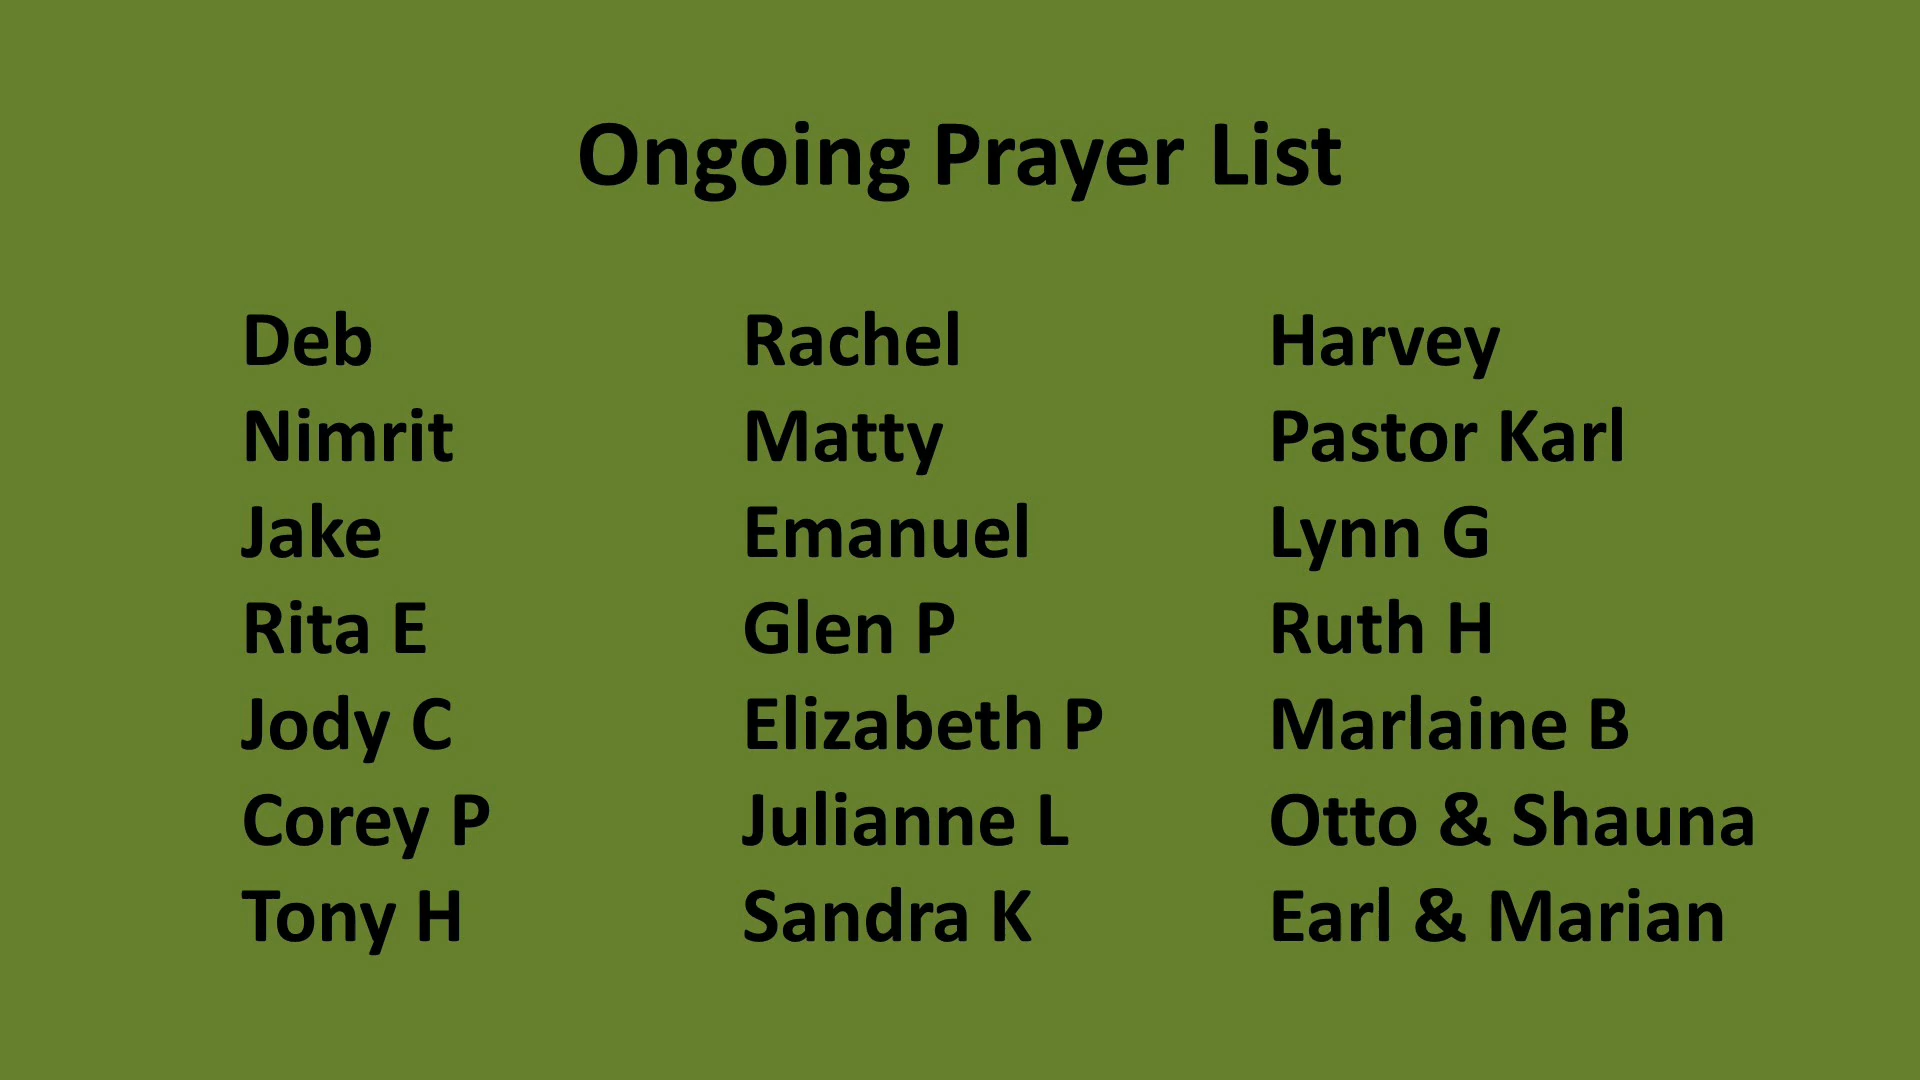 Ongoing Prayer List
Deb
Nimrit
Jake
Rita E
Jody C
Corey P
Tony H
Rachel
Matty
Emanuel
Glen P
Elizabeth P
Julianne L
Sandra K
Harvey
Pastor Karl
Lynn G
Ruth H
Marlaine B
Otto & Shauna
Earl & Marian